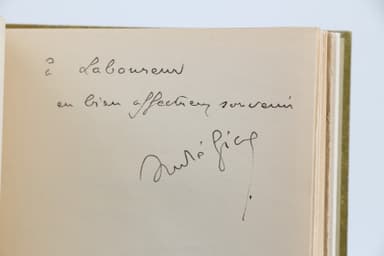 à Laboureur
en bien affectueux souvenir
André Gide